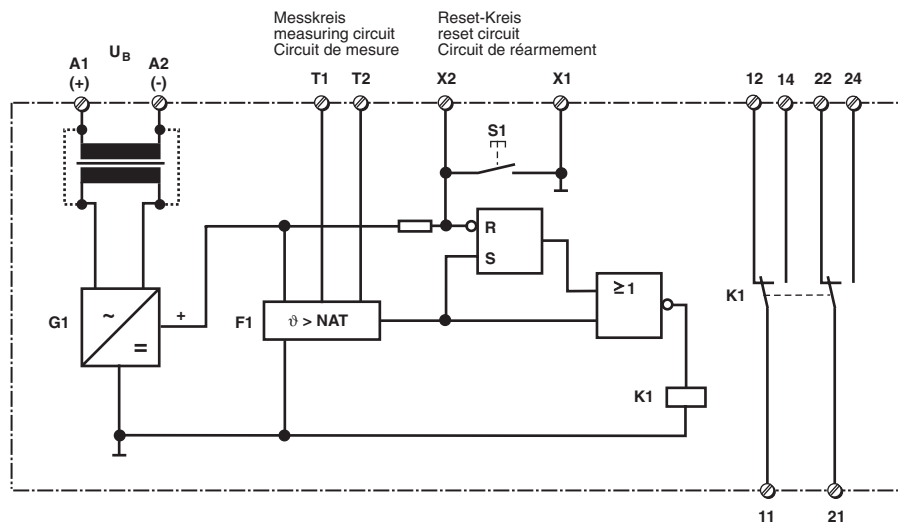 Messkreis
measuring circuit
Circuit de mesure
Reset-Kreis
reset circuit
Circuit de réarmement
U_B
A1
(+)
A2
(-)
T1
T2
X2
X1
12
14
22
24
S1
R
S
≥1
K1
G1
~
=
+
F1
ϑ > NAT
K1
11
21